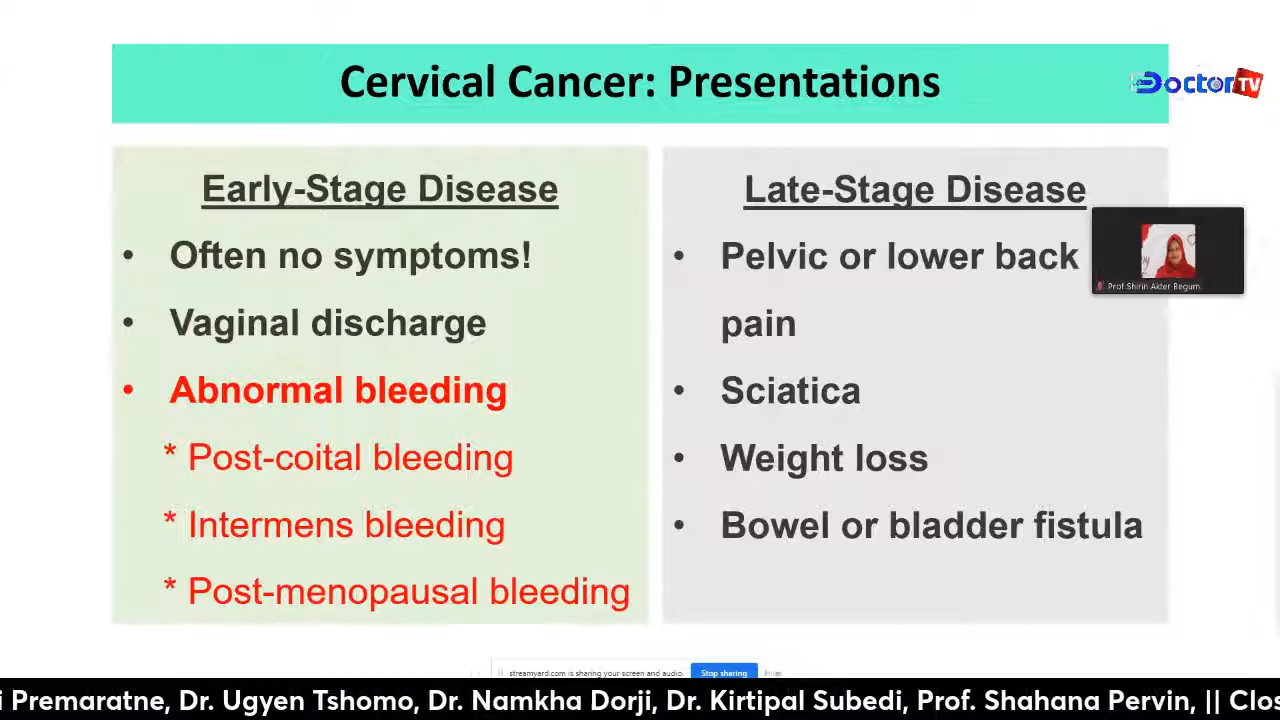 Cervical Cancer: Presentations
Doctor TV
Early-Stage Disease
• Often no symptoms!
• Vaginal discharge
• Abnormal bleeding
* Post-coital bleeding
* Intermens bleeding
* Post-menopausal bleeding
Late-Stage Disease
• Pelvic or lower back
pain
• Sciatica
• Weight loss
• Bowel or bladder fistula
Prof Shirin Akter Begum
streamyard.com is sharing your screen and audio.
Stop sharing
i Premaratne, Dr. Ugyen Tshomo, Dr. Namkha Dorji, Dr. Kirtipal Subedi, Prof. Shahana Pervin, || Clos